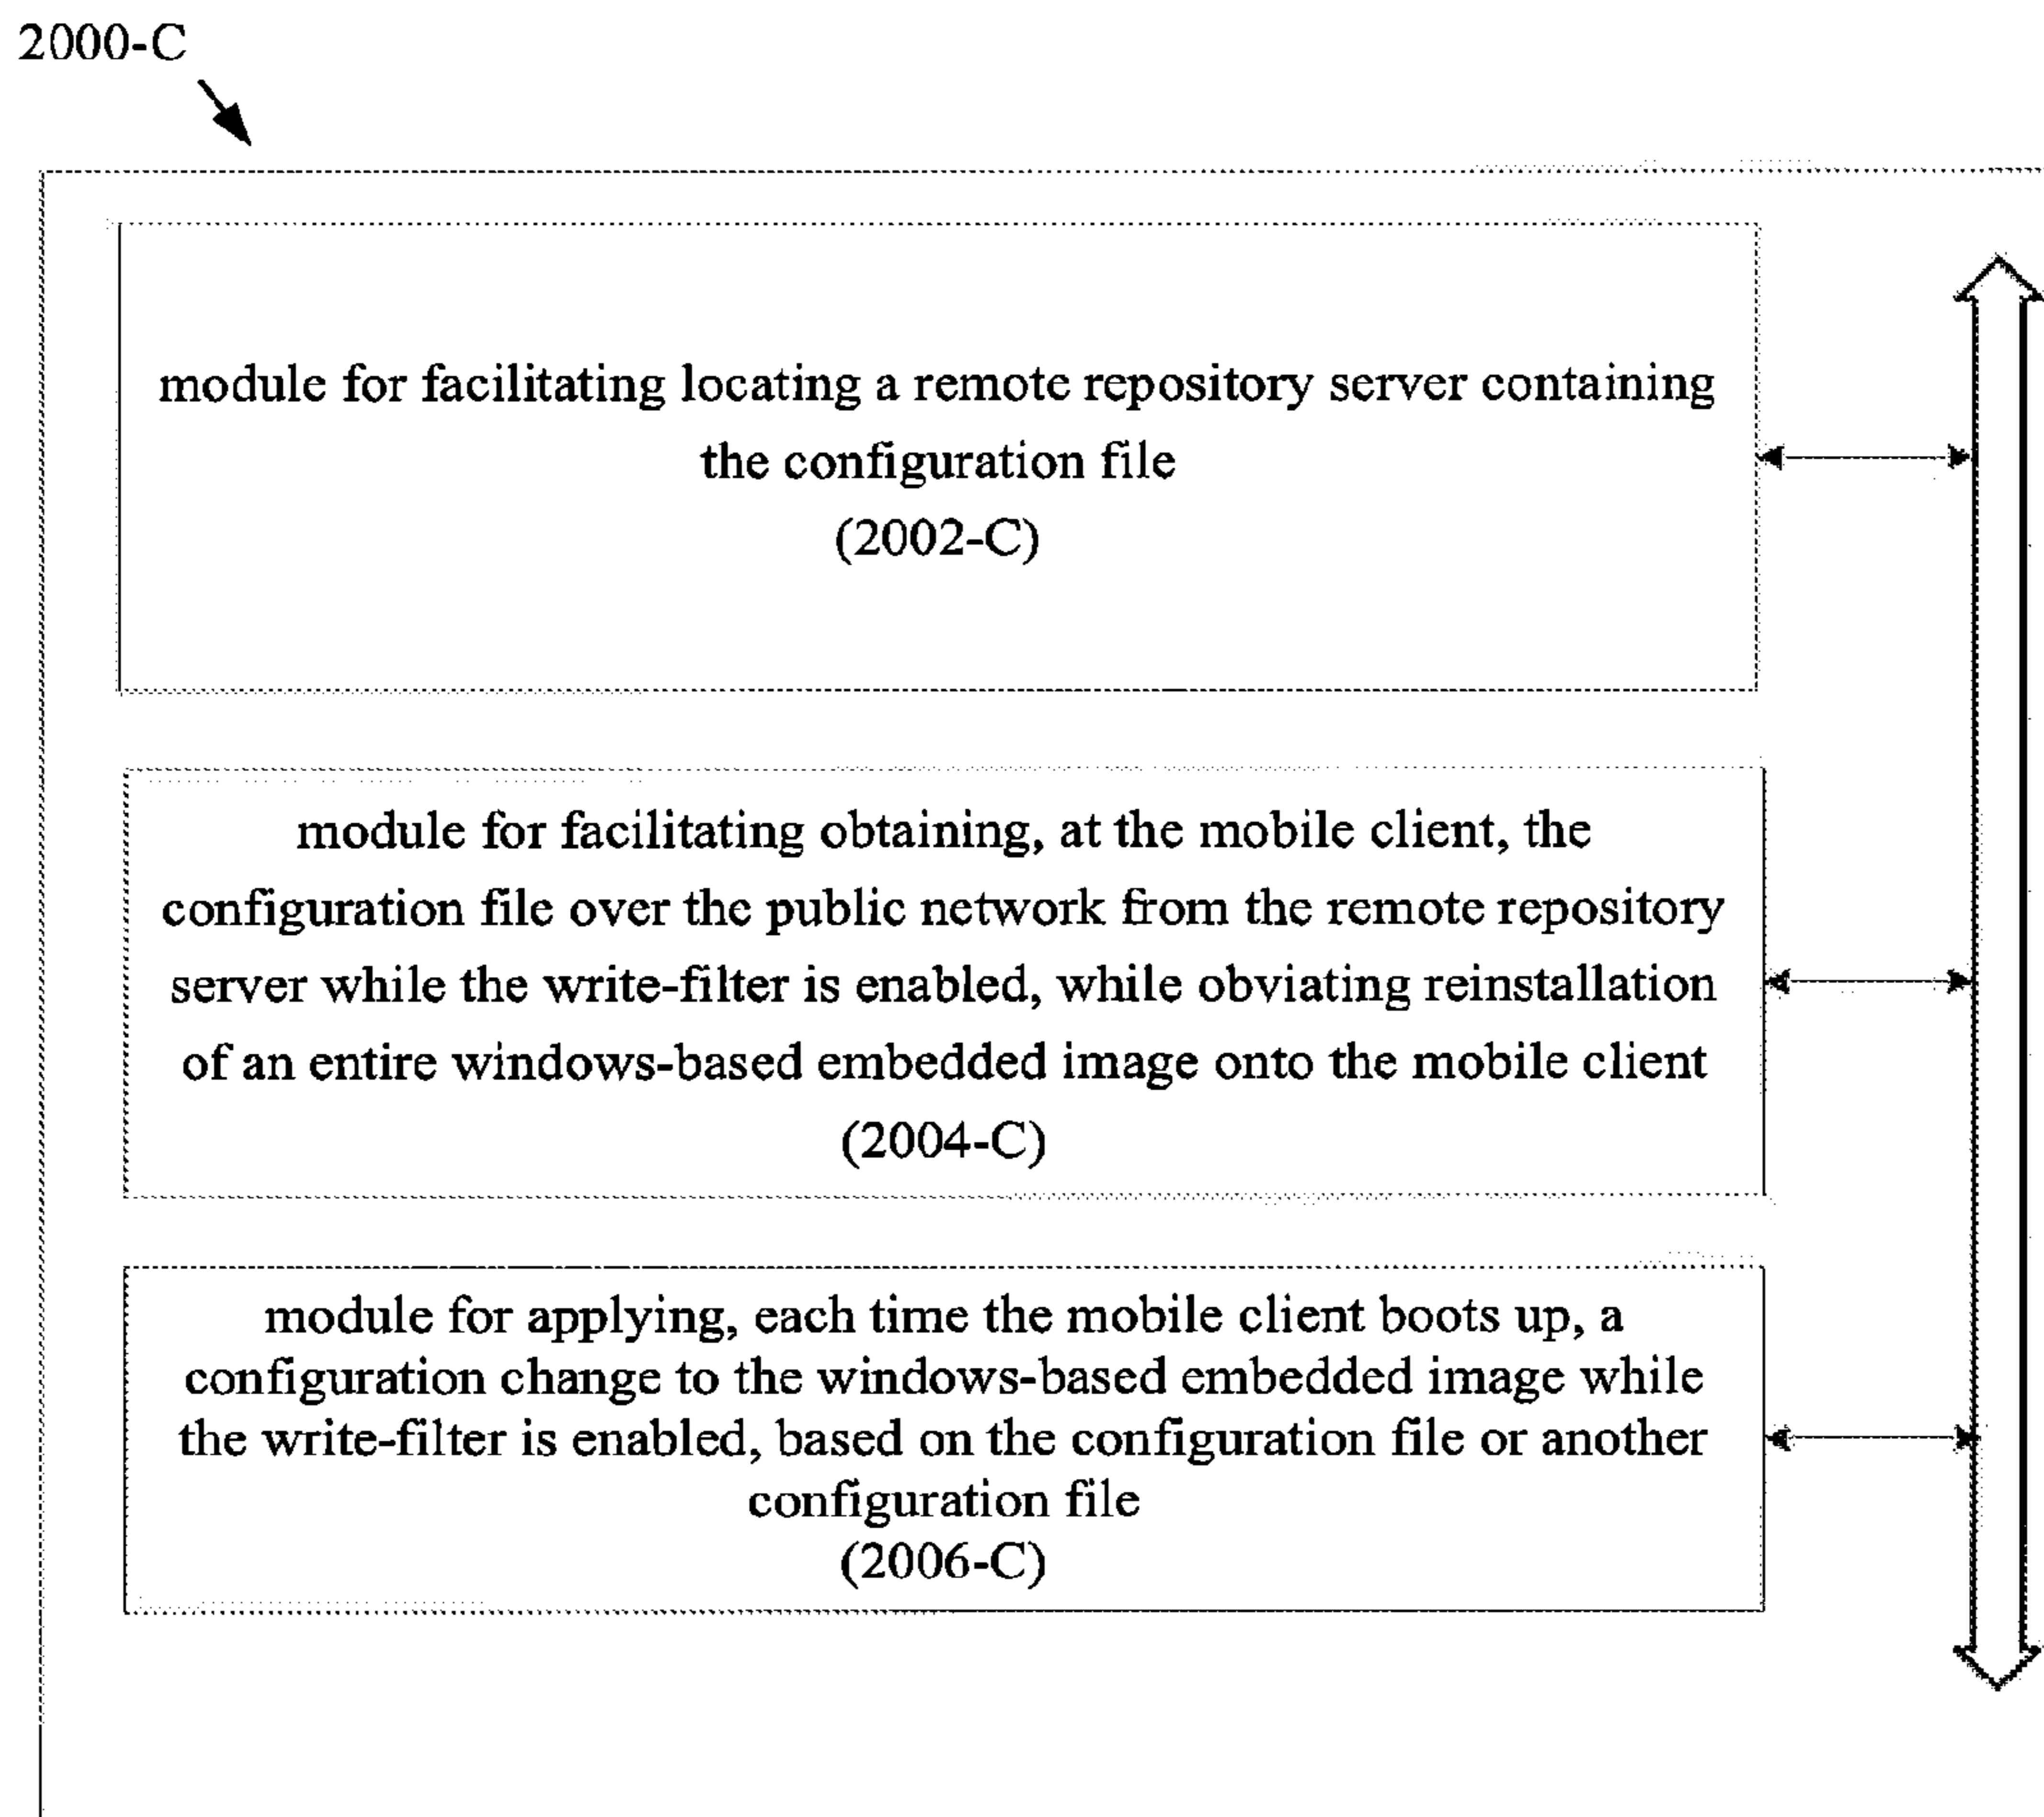 2000-C
module for facilitating locating a remote repository server containing
the configuration file
(2002-C)
module for facilitating obtaining, at the mobile client, the
configuration file over the public network from the remote repository
server while the write-filter is enabled, while obviating reinstallation
of an entire windows-based embedded image onto the mobile client
(2004-C)
module for applying, each time the mobile client boots up, a
configuration change to the windows-based embedded image while
the write-filter is enabled, based on the configuration file or another
configuration file
(2006-C)